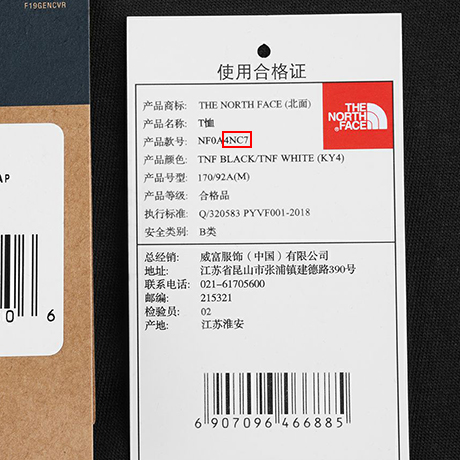 F19GENCVR
AP
0 6
使用合格证
产品商标: THE NORTH FACE (北面)
产品名称: T恤
产品款号: NF0A4NC7
产品颜色: TNF BLACK/TNF WHITE (KY4)
产品号型: 170/92A(M)
产品等级: 合格品
执行标准: Q/320583 PYVF001-2018
安全类别: B类
THE
NORTH
FACE
总经销: 威富服饰（中国）有限公司
地址: 江苏省昆山市张浦镇建德路390号
联系电话: 021-61705600
邮编: 215321
检验员: 02
产地: 江苏淮安
6 907096 466885